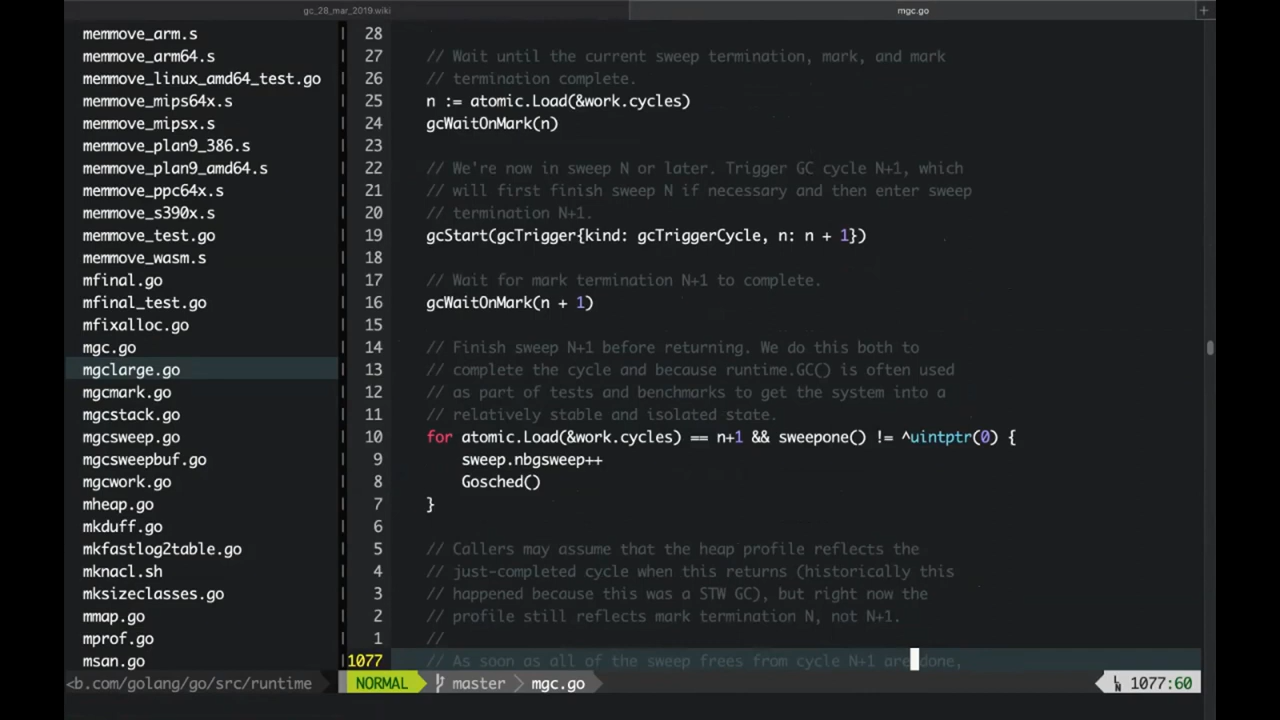 gc_28_mar_2019.wiki
mgc.go
+
memmove_arm.s
memmove_arm64.s
memmove_linux_amd64_test.go
memmove_mips64x.s
memmove_mipsx.s
memmove_plan9_386.s
memmove_plan9_amd64.s
memmove_ppc64x.s
memmove_s390x.s
memmove_test.go
memmove_wasm.s
mfinal.go
mfinal_test.go
mfixalloc.go
mgc.go
mgclarge.go
mgcmark.go
mgcstack.go
mgcsweep.go
mgcsweepbuf.go
mgcwork.go
mheap.go
mkduff.go
mkfastlog2table.go
mknacl.sh
mksizeclasses.go
mmap.go
mprof.go
msan.go
28
27 // Wait until the current sweep termination, mark, and mark
26 // termination complete.
25 n := atomic.Load(&work.cycles)
24 gcWaitOnMark(n)
23
22 // We're now in sweep N or later. Trigger GC cycle N+1, which
21 // will first finish sweep N if necessary and then enter sweep
20 // termination N+1.
19 gcStart(gcTrigger{kind: gcTriggerCycle, n: n + 1})
18
17 // Wait for mark termination N+1 to complete.
16 gcWaitOnMark(n + 1)
15
14 // Finish sweep N+1 before returning. We do this both to
13 // complete the cycle and because runtime.GC() is often used
12 // as part of tests and benchmarks to get the system into a
11 // relatively stable and isolated state.
10 for atomic.Load(&work.cycles) == n+1 && sweepone() != ^uintptr(0) {
9 sweep.nbgsweep++
8 Gosched()
7 }
6
5 // Callers may assume that the heap profile reflects the
4 // just-completed cycle when this returns (historically this
3 // happened because this was a STW GC), but right now the
2 // profile still reflects mark termination N, not N+1.
1 //
1077 // As soon as all of the sweep frees from cycle N+1 are done,
<b.com/golang/go/src/runtime
NORMAL master mgc.go
LN 1077:60